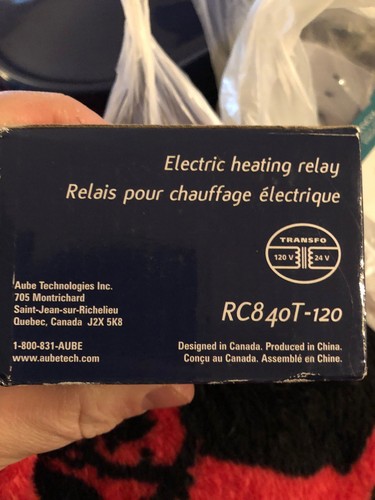 Electric heating relay
Relais pour chauffage électrique
TRANSFO
120 V 24 V
RC840T-120
Aube Technologies Inc.
705 Montrichard
Saint-Jean-sur-Richelieu
Quebec, Canada J2X 5K8
1-800-831-AUBE
www.aubetech.com
Designed in Canada. Produced in China.
Conçu au Canada. Assemblé en Chine.